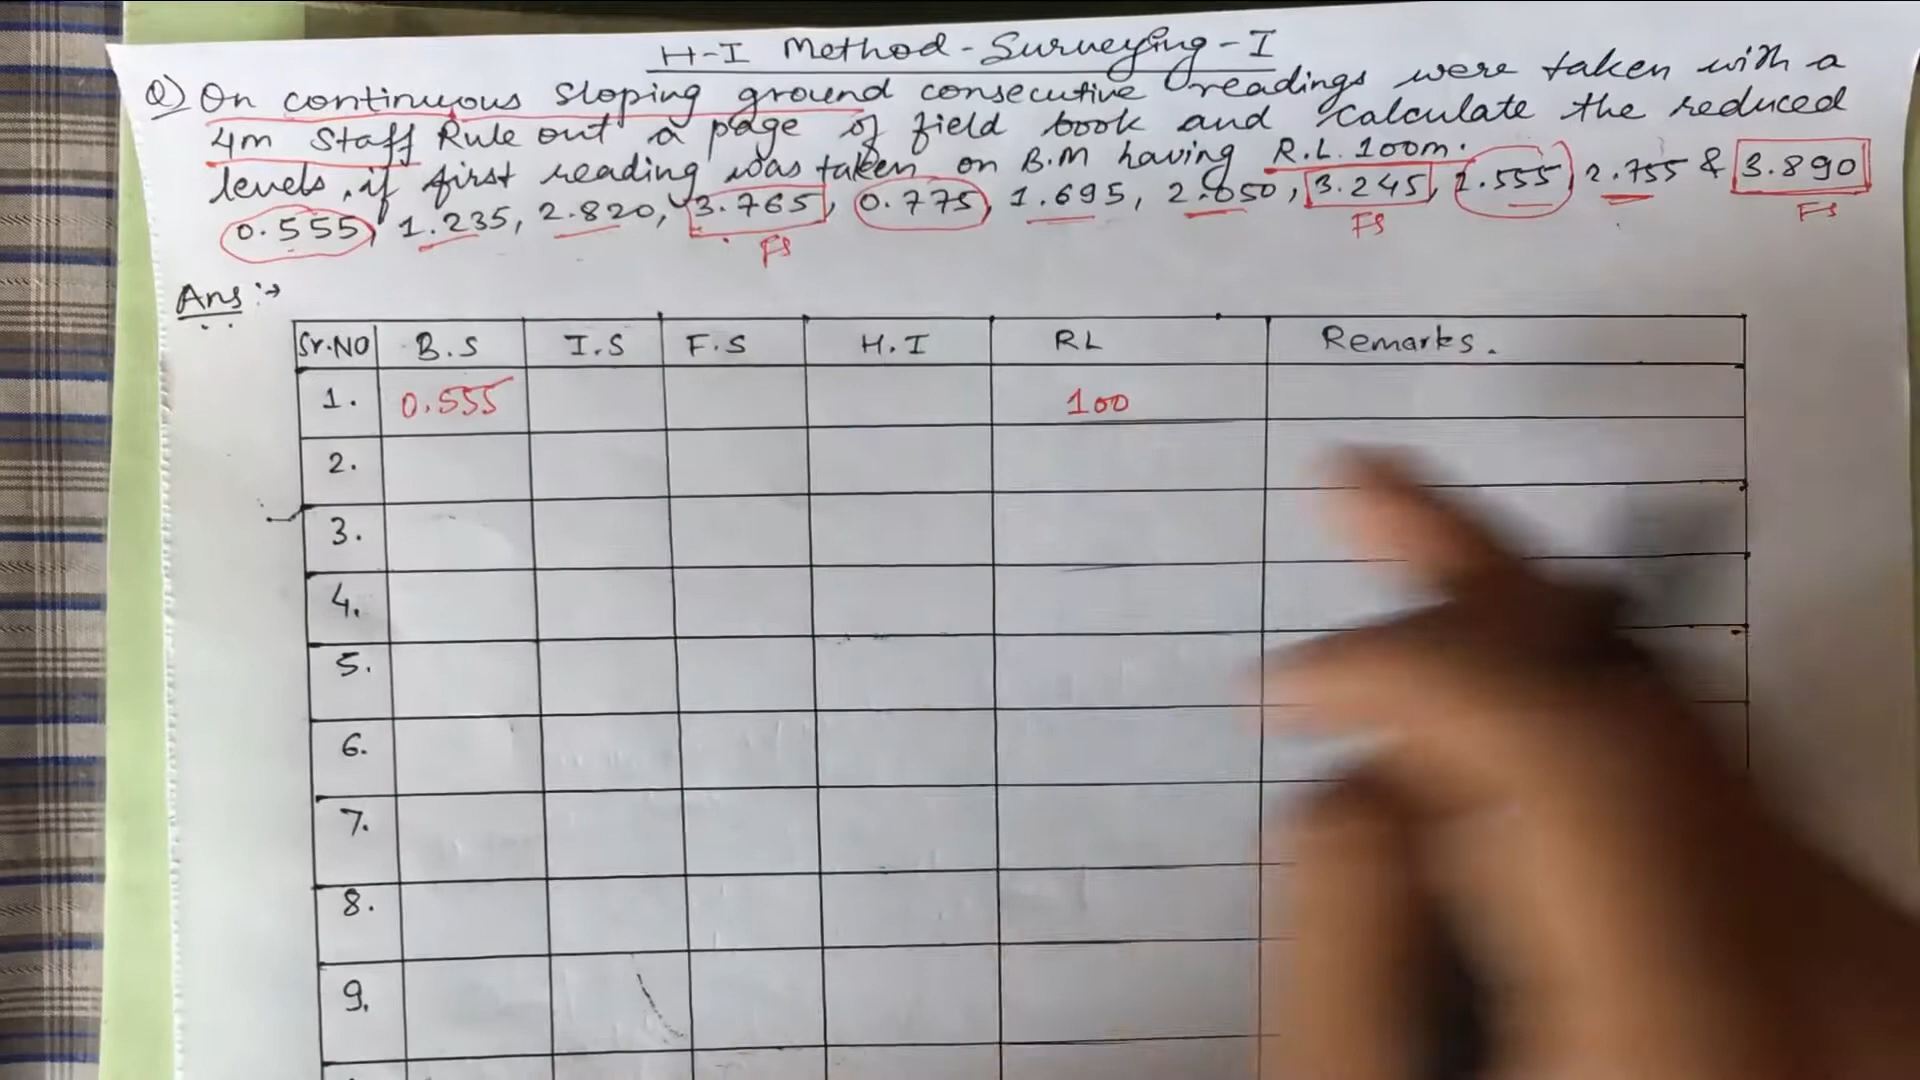 H-I Method-Surveying-I
Q) On continuous sloping ground consecutive readings were taken with a
4m Staff Rule out a page of field book and calculate the reduced
levels, if first reading was taken on B.M having R.L. 100m.
0.555, 1.235, 2.820, 3.765, 0.775, 1.695, 2.050, 3.245, 1.555, 2.755 & 3.890
FS FS FS
Ans :→
Sr.NO B.S I.S F.S H.I RL Remarks.
1. 0.555 100
2.
3.
4.
5.
6.
7.
8.
9.